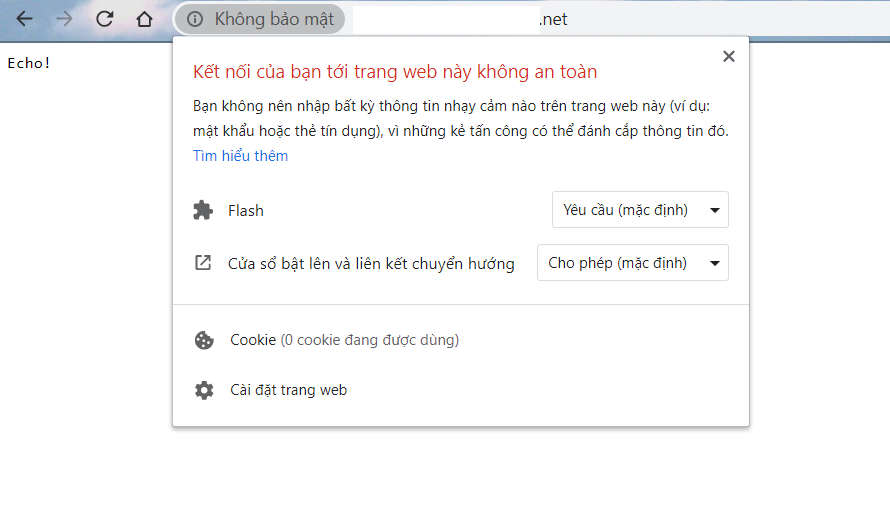 Không bảo mật
.net
Echo!
Kết nối của bạn tới trang web này không an toàn
Bạn không nên nhập bất kỳ thông tin nhạy cảm nào trên trang web này (ví dụ:
mật khẩu hoặc thẻ tín dụng), vì những kẻ tấn công có thể đánh cắp thông tin đó.
Tìm hiểu thêm
Flash Yêu cầu (mặc định)
Cửa sổ bật lên và liên kết chuyển hướng Cho phép (mặc định)
Cookie (0 cookie đang được dùng)
Cài đặt trang web